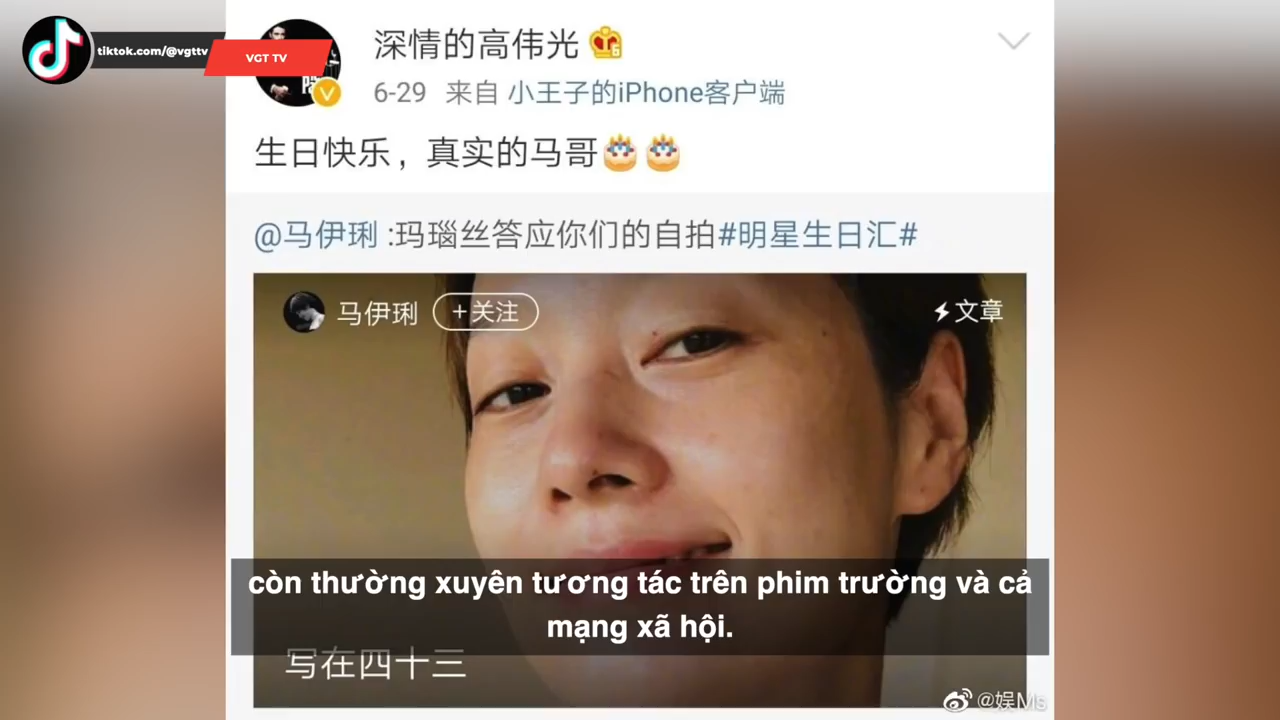 tiktok.com/@vgttv
VGT TV
深情的高伟光
6-29 来自 小王子的iPhone客户端
生日快乐，真实的马哥
@马伊琍 :玛瑙丝答应你们的自拍#明星生日汇#
马伊琍 +关注
文章
còn thường xuyên tương tác trên phim trường và cả
mạng xã hội.
写在四十三
@娱Ms